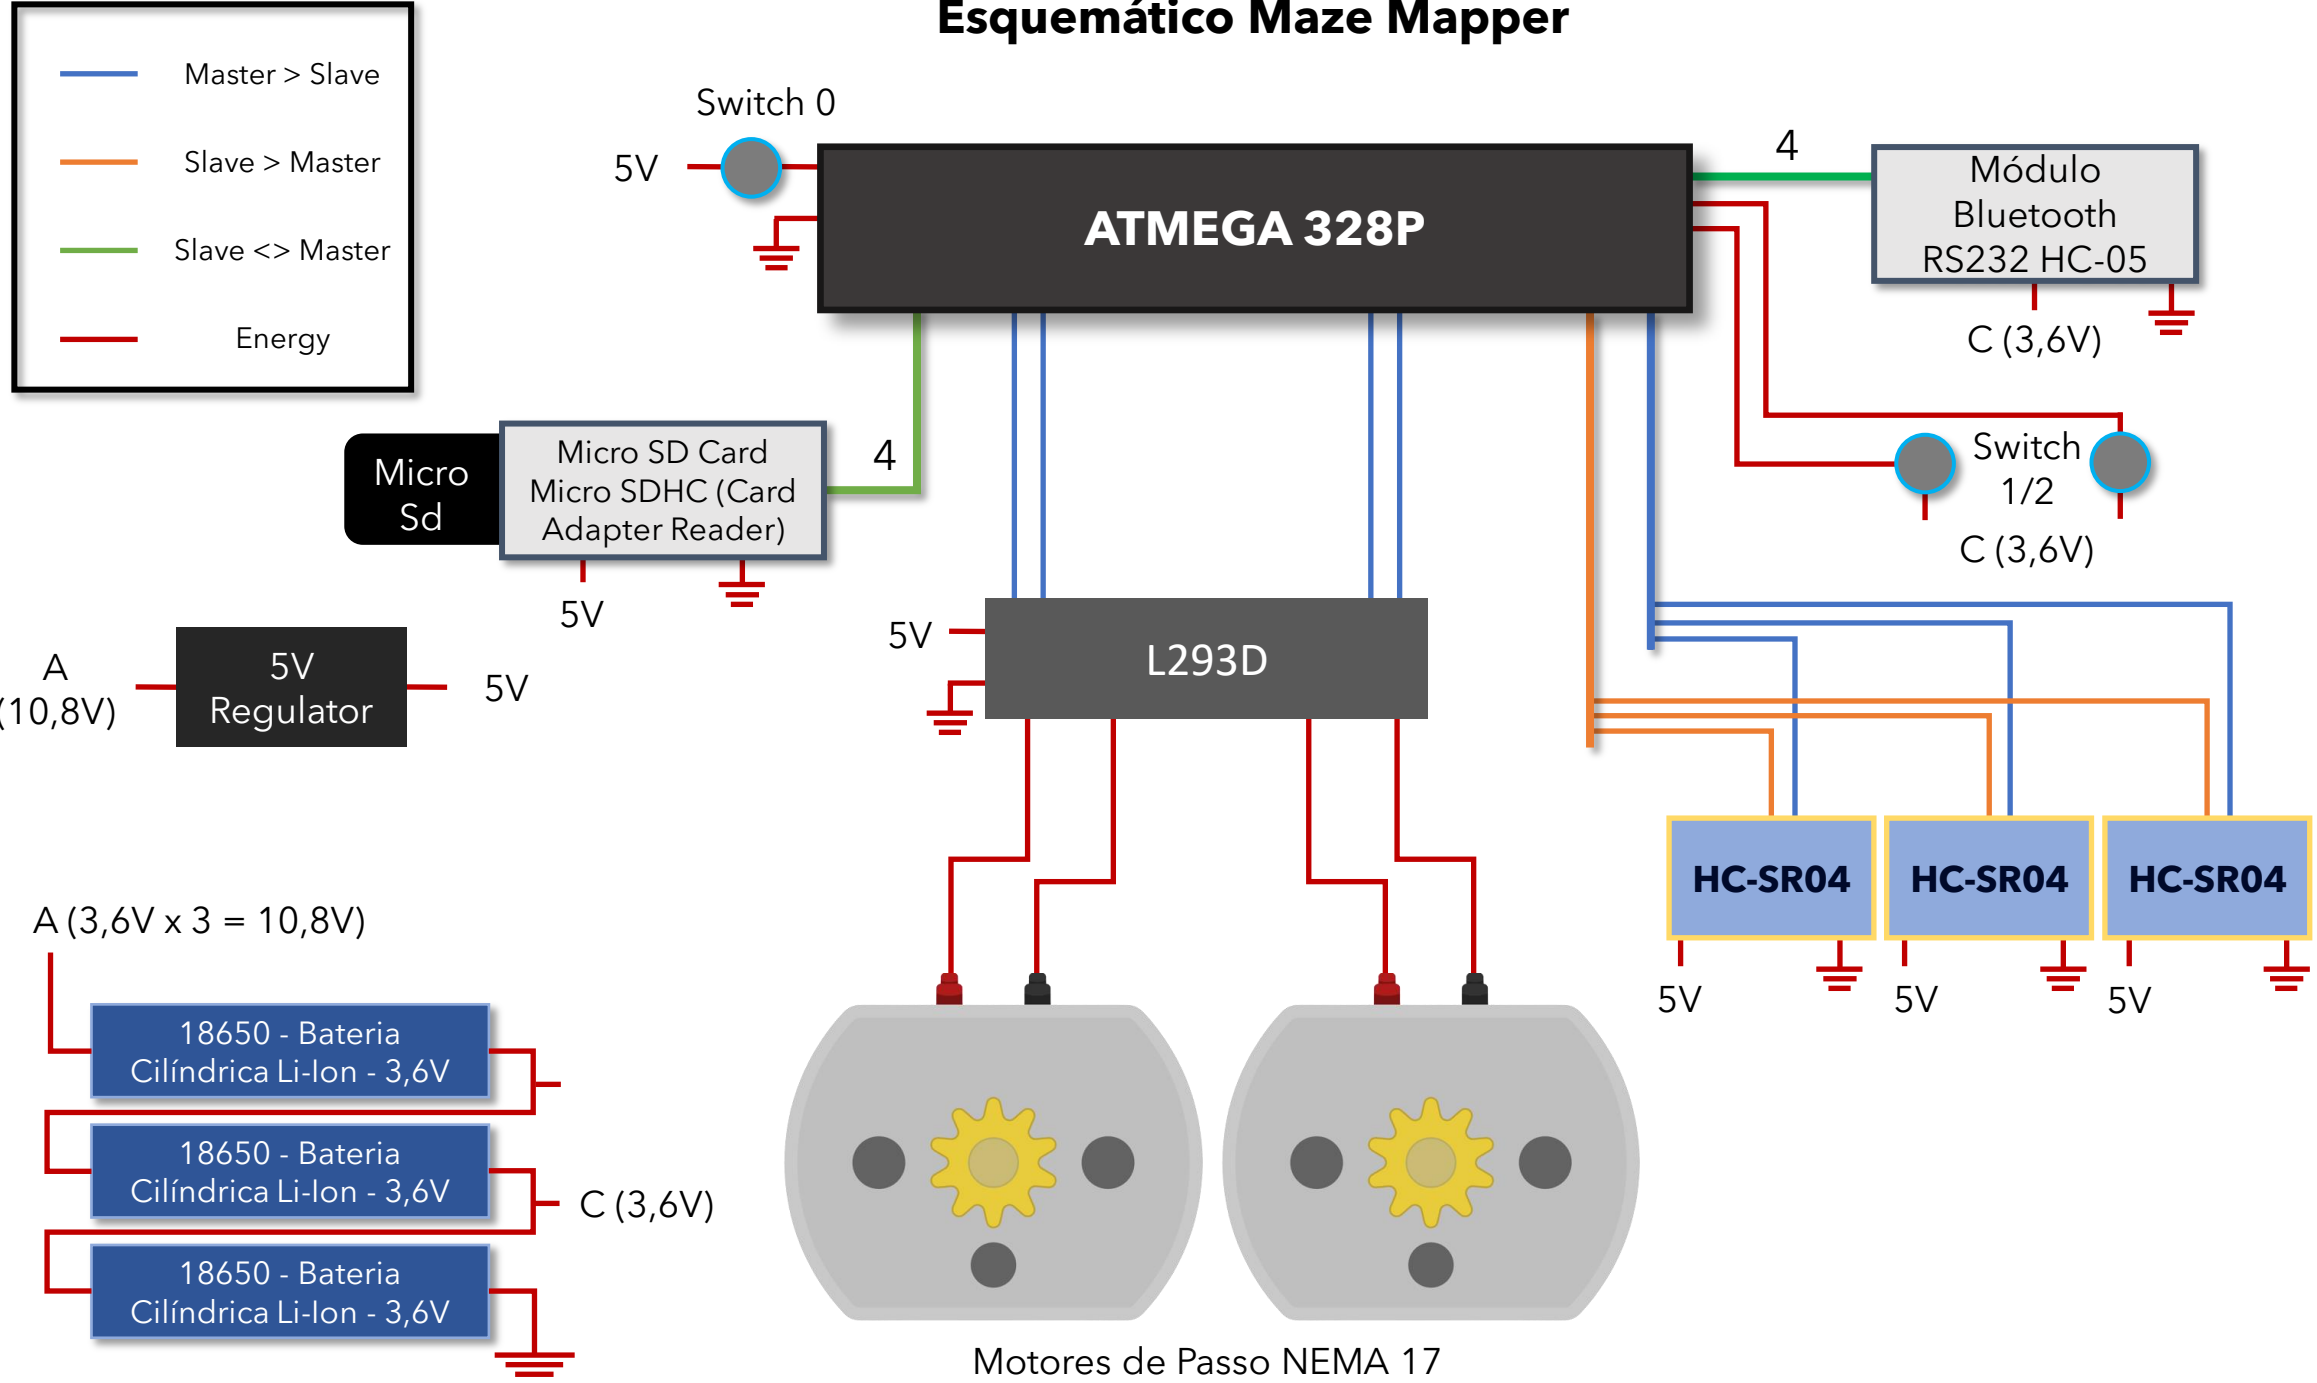 Esquemático Maze Mapper
Master > Slave
Slave > Master
Slave <> Master
Energy
Switch 0
5V
ATMEGA 328P
4
Módulo
Bluetooth
RS232 HC-05
C (3,6V)
Switch
1/2
C (3,6V)
Micro
Sd
Micro SD Card
Micro SDHC (Card
Adapter Reader)
4
5V
A
(10,8V)
5V
Regulator
5V
5V
L293D
HC-SR04
HC-SR04
HC-SR04
5V
5V
5V
A (3,6V x 3 = 10,8V)
18650 - Bateria
Cilíndrica Li-Ion - 3,6V
18650 - Bateria
Cilíndrica Li-Ion - 3,6V
C (3,6V)
18650 - Bateria
Cilíndrica Li-Ion - 3,6V
Motores de Passo NEMA 17